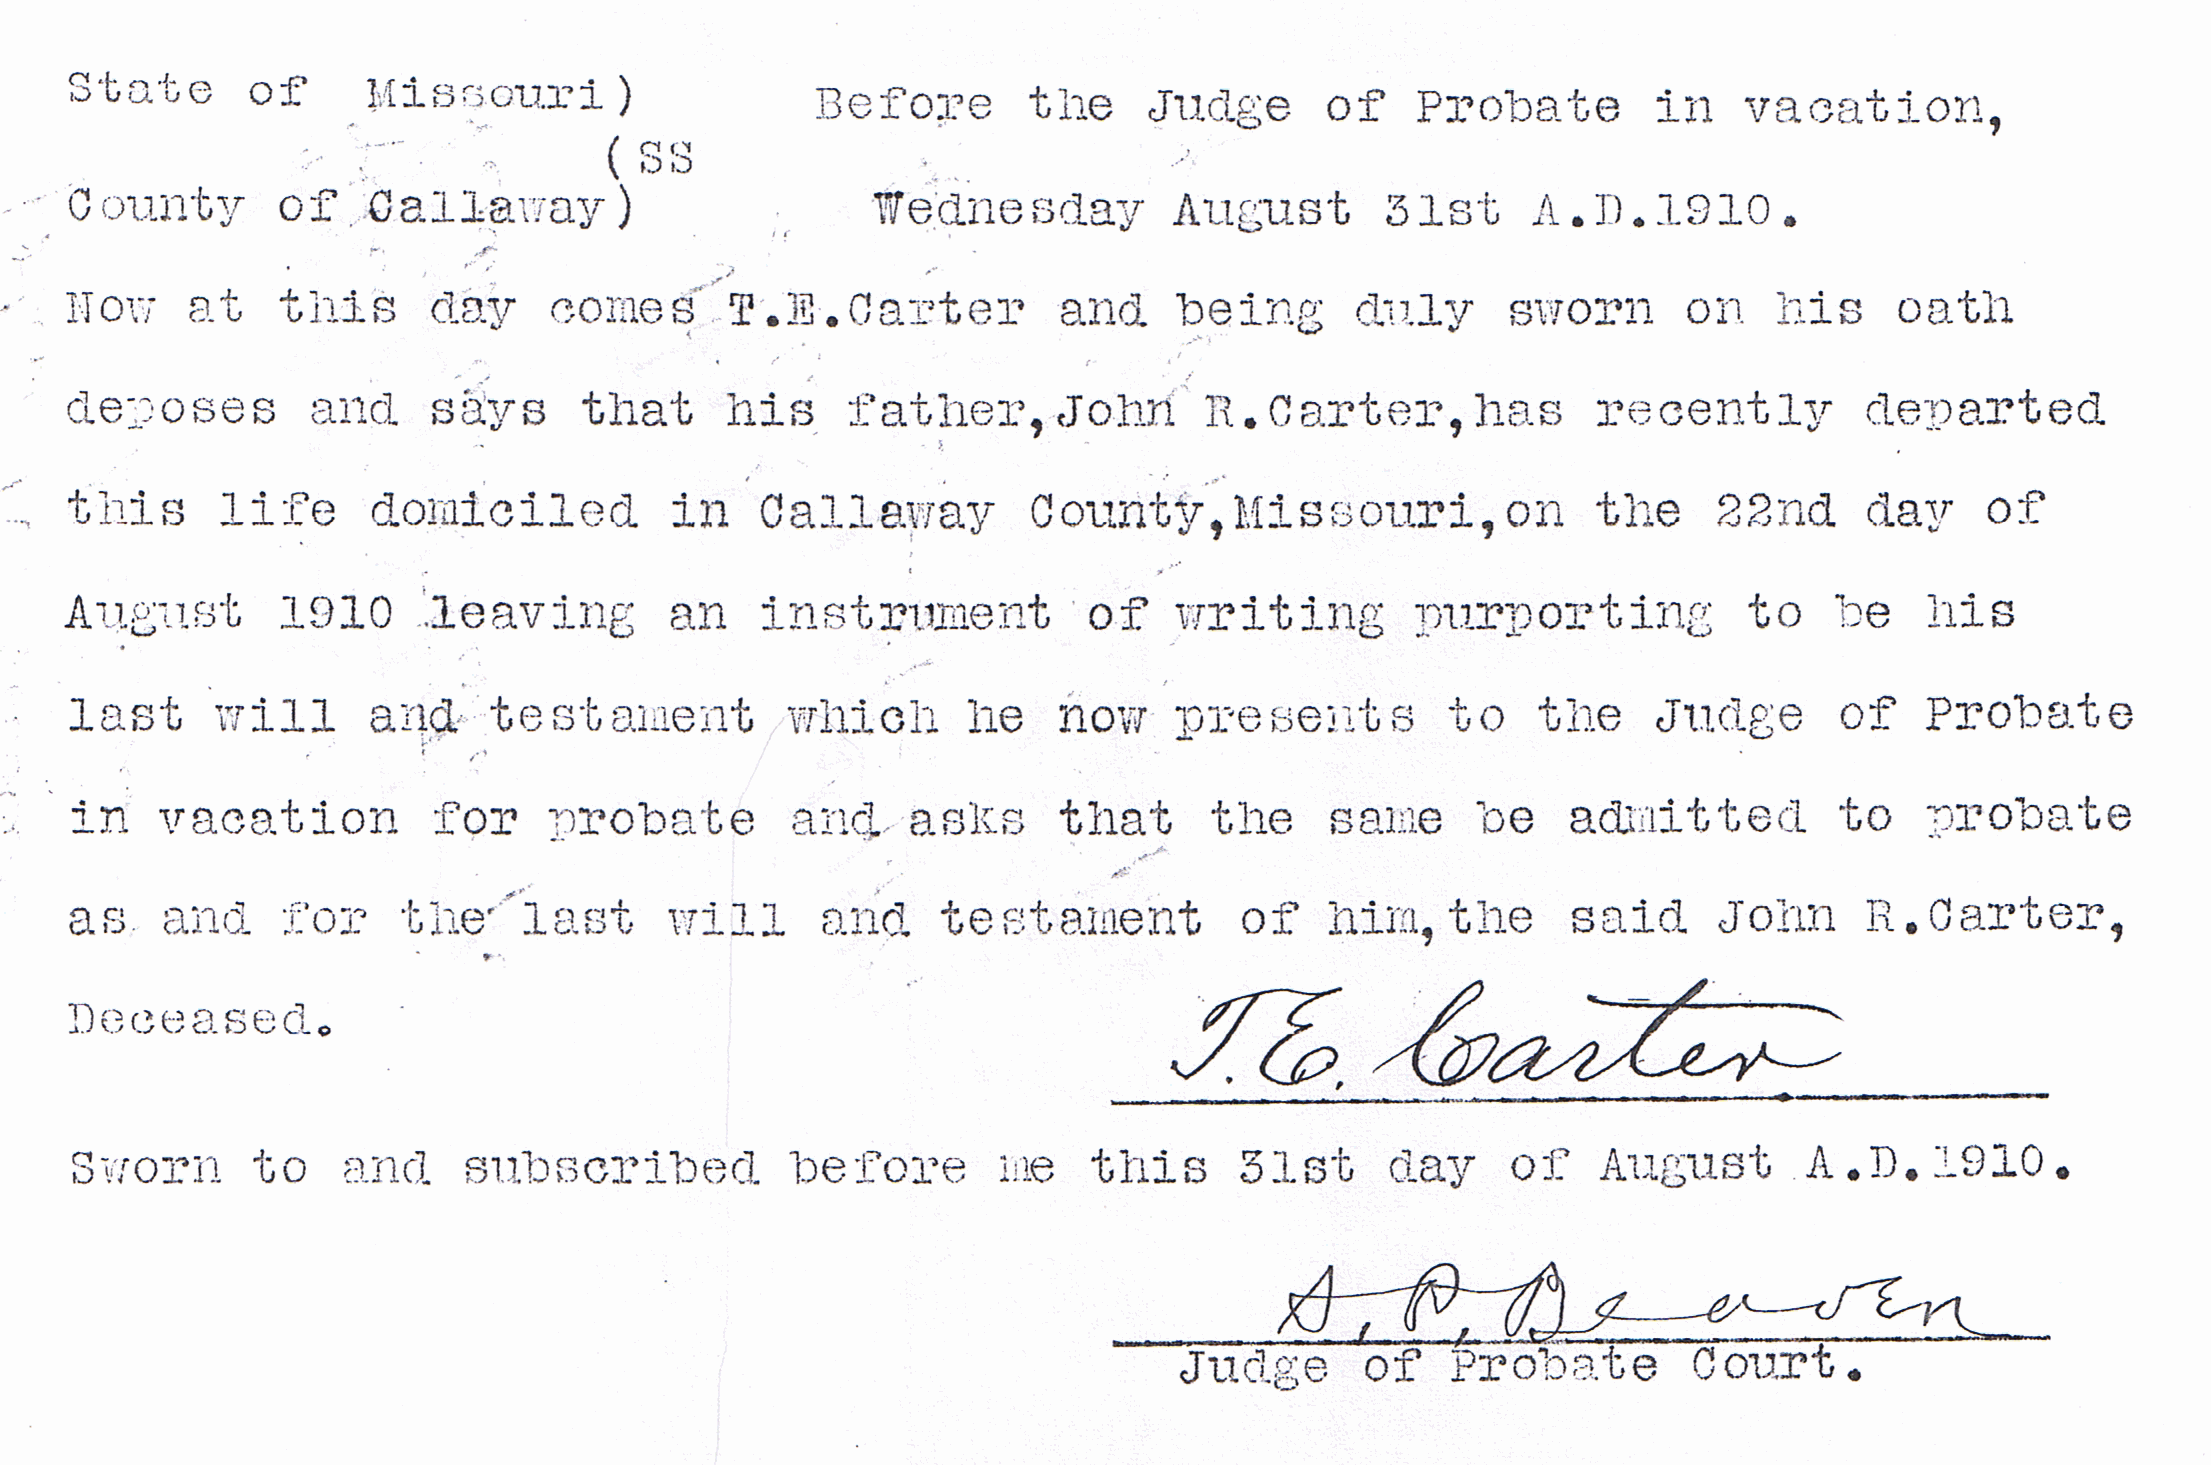 State of Missouri)     Before the Judge of Probate in vacation,
(SS
County of Callaway)     Wednesday August 31st A.D.1910.
Now at this day comes T.E.Carter and being duly sworn on his oath
deposes and says that his father,John R.Carter,has recently departed
this life domiciled in Callaway County,Missouri,on the 22nd day of
August 1910 leaving an instrument of writing purporting to be his
last will and testament which he now presents to the Judge of Probate
in vacation for probate and asks that the same be admitted to probate
as and for the last will and testament of him,the said John R.Carter,
Deceased.
T.E. Carter
Sworn to and subscribed before me this 31st day of August A.D.1910.
S.P. Beaven
Judge of Probate Court.